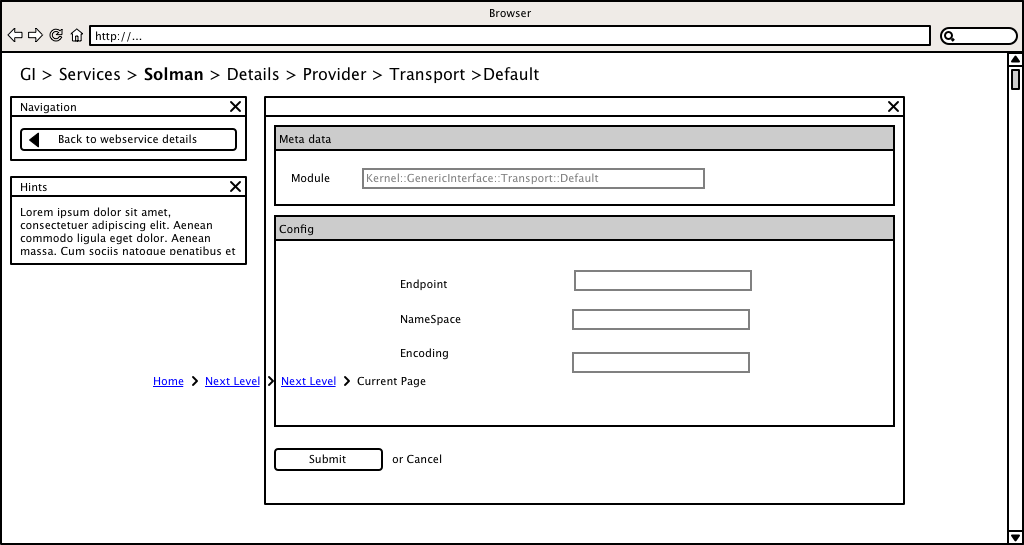 Browser
http://...
GI > Services > Solman > Details > Provider > Transport >Default
Navigation
Back to webservice details
Hints
Lorem ipsum dolor sit amet,
consectetuer adipiscing elit. Aenean
commodo ligula eget dolor. Aenean
massa. Cum sociis natoque penatibus et
Meta data
Module Kernel::GenericInterface::Transport::Default
Config
Endpoint
NameSpace
Encoding
Home > Next Level > Next Level > Current Page
Submit or Cancel